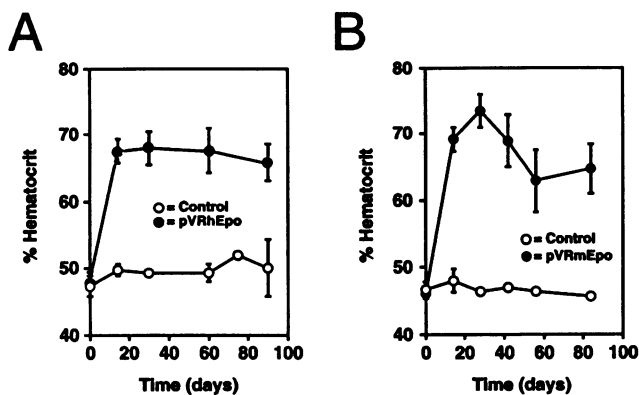 A
B
80
70
60
50
40
% Hematocrit
○ = Control
● = pVRhEpo
0 20 40 60 80 100
Time (days)
80
70
60
50
40
% Hematocrit
○ = Control
● = pVRmEpo
0 20 40 60 80 100
Time (days)